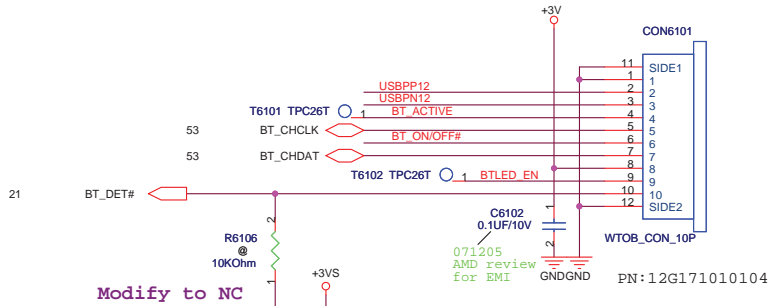 +3V
CON6101
11 SIDE1
1 1
USBPP12 2 2
USBPN12 3 3
T6101 TPC26T 1 BT_ACTIVE 4 4
53 BT_CHCLK 5 5
BT_ON/OFF# 6 6
53 BT_CHDAT 7 7
8 8
T6102 TPC26T 1 BTLED_EN 9 9
21 BT_DET# 10 10
12 SIDE2
1
C6102
0.1UF/10V
2
WTOB_CON_10P
2
R6106
@
10KOhm
1
071205
AMD review
for EMI
GNDGND
PN:12G171010104
+3VS
Modify to NC